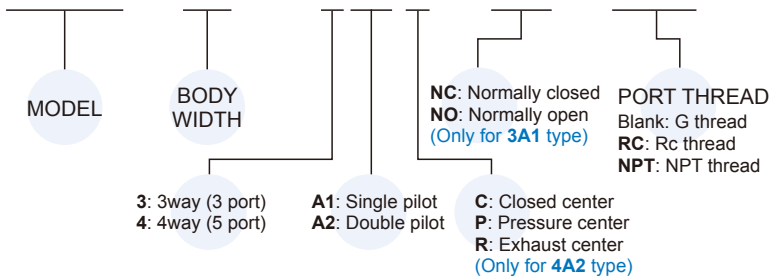 MODEL
BODY
WIDTH
NC: Normally closed
NO: Normally open
(Only for 3A1 type)
PORT THREAD
Blank: G thread
RC: Rc thread
NPT: NPT thread
3: 3way (3 port)
4: 4way (5 port)
A1: Single pilot
A2: Double pilot
C: Closed center
P: Pressure center
R: Exhaust center
(Only for 4A2 type)